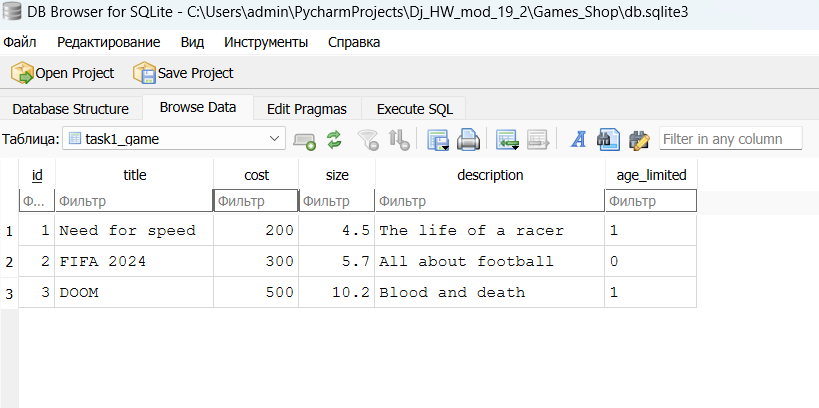 DB Browser for SQLite - C:\Users\admin\PycharmProjects\Dj_HW_mod_19_2\Games_Shop\db.sqlite3
Файл Редактирование Вид Инструменты Справка
Open Project Save Project
Database Structure Browse Data Edit Pragmas Execute SQL
Таблица: task1_game Filter in any column
id title cost size description age_limited
Ф... Фильтр Фильтр Фильтр Фильтр Фильтр
1 1 Need for speed 200 4.5 The life of a racer 1
2 2 FIFA 2024 300 5.7 All about football 0
3 3 DOOM 500 10.2 Blood and death 1